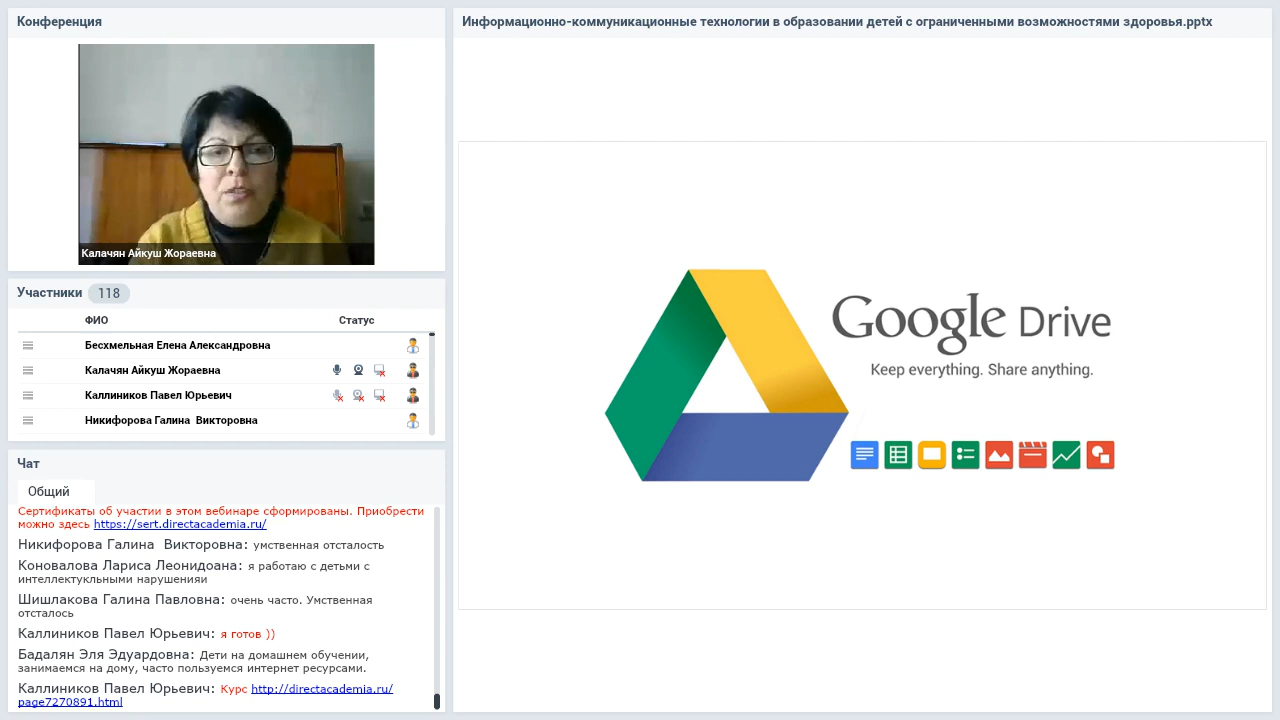 Конференция
Калачян Айкуш Жораевна
Участники 118
ФИО Статус
Бесхмельная Елена Александровна
Калачян Айкуш Жораевна
Каллиников Павел Юрьевич
Никифорова Галина  Викторовна
Чат
Общий
Сертификаты об участии в этом вебинаре сформированы. Приобрести
можно здесь https://sert.directacademia.ru/
Никифорова Галина  Викторовна: умственная отсталость
Коновалова Лариса Леонидоана: я работаю с детьми с
интеллектукльными нарушенияи
Шишлакова Галина Павловна: очень часто. Умственная
отсталось
Каллиников Павел Юрьевич: я готов ))
Бадалян Эля Эдуардовна: Дети на домашнем обучении,
занимаемся на дому, часто пользуемся интернет ресурсами.
Каллиников Павел Юрьевич: Курс http://directacademia.ru/
page7270891.html
Информационно-коммуникационные технологии в образовании детей с ограниченными возможностями здоровья.pptx
Google Drive
Keep everything. Share anything.